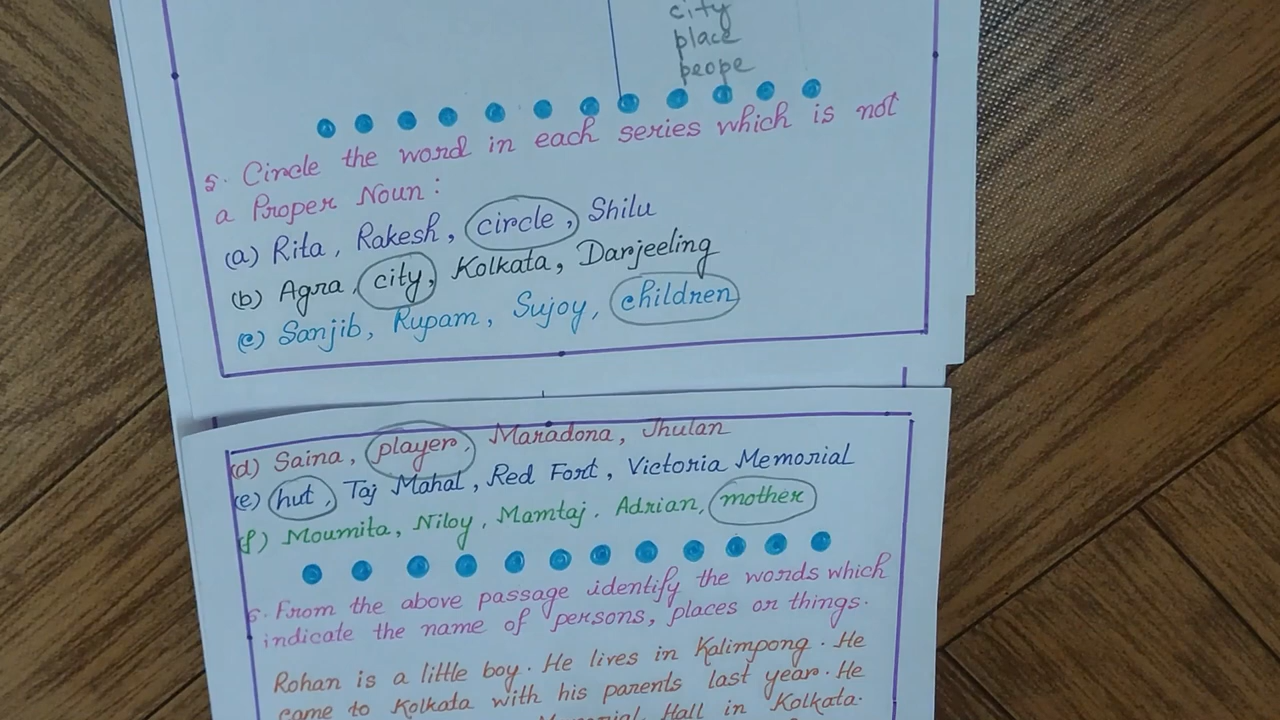 city
place
peope
5. Circle the word in each series which is not
a Proper Noun :
(a) Rita, Rakesh, circle, Shilu
(b) Agra, city, Kolkata, Darjeeling
(c) Sanjib, Rupam, Sujoy, children
(d) Saina, player, Maradona, Jhulan
(e) hut, Taj Mahal, Red Fort, Victoria Memorial
(f) Moumita, Niloy, Mamtaj. Adrian, mother
5. From the above passage identify the words which
indicate the name of persons, places or things.
Rohan is a little boy. He lives in Kalimpong. He
came to Kolkata with his parents last year. He
Memorial Hall in Kolkata.